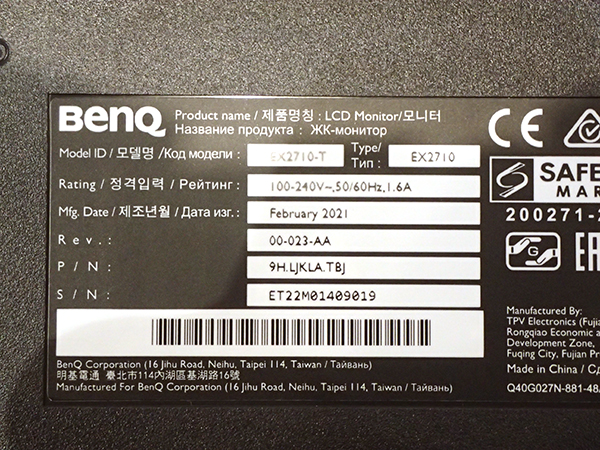 BenQ
Product name / 제품명칭 : LCD Monitor/모니터
Название продукта : ЖК-монитор
Model ID / 모델명 /Код модели : EX2710-T Type/ Тип : EX2710
Rating / 정격입력 / Рейтинг : 100-240V~,50/60Hz,1.6A
Mfg. Date / 제조년월 / Дата изг.: February 2021
Rev.: 00-023-AA
P / N : 9H.LJKLA.TBJ
S / N : ET22M01409019
BenQ Corporation (16 Jihu Road, Neihu, Taipei 114, Taiwan / Тайвань)
明基電通 臺北市114內湖區基湖路16號
Manufactured For BenQ Corporation (16 Jihu Road, Neihu, Taipei 114, Taiwan / Тайвань)
CE
S SAFE
MAR
200271-2
G EAC
Manufactured By:
TPV Electronics (Fujia
Rongqiao Economic a
Development Zone,
Fuqing City, Fujian Pr
Made in China / Сд
Q40G027N-881-48